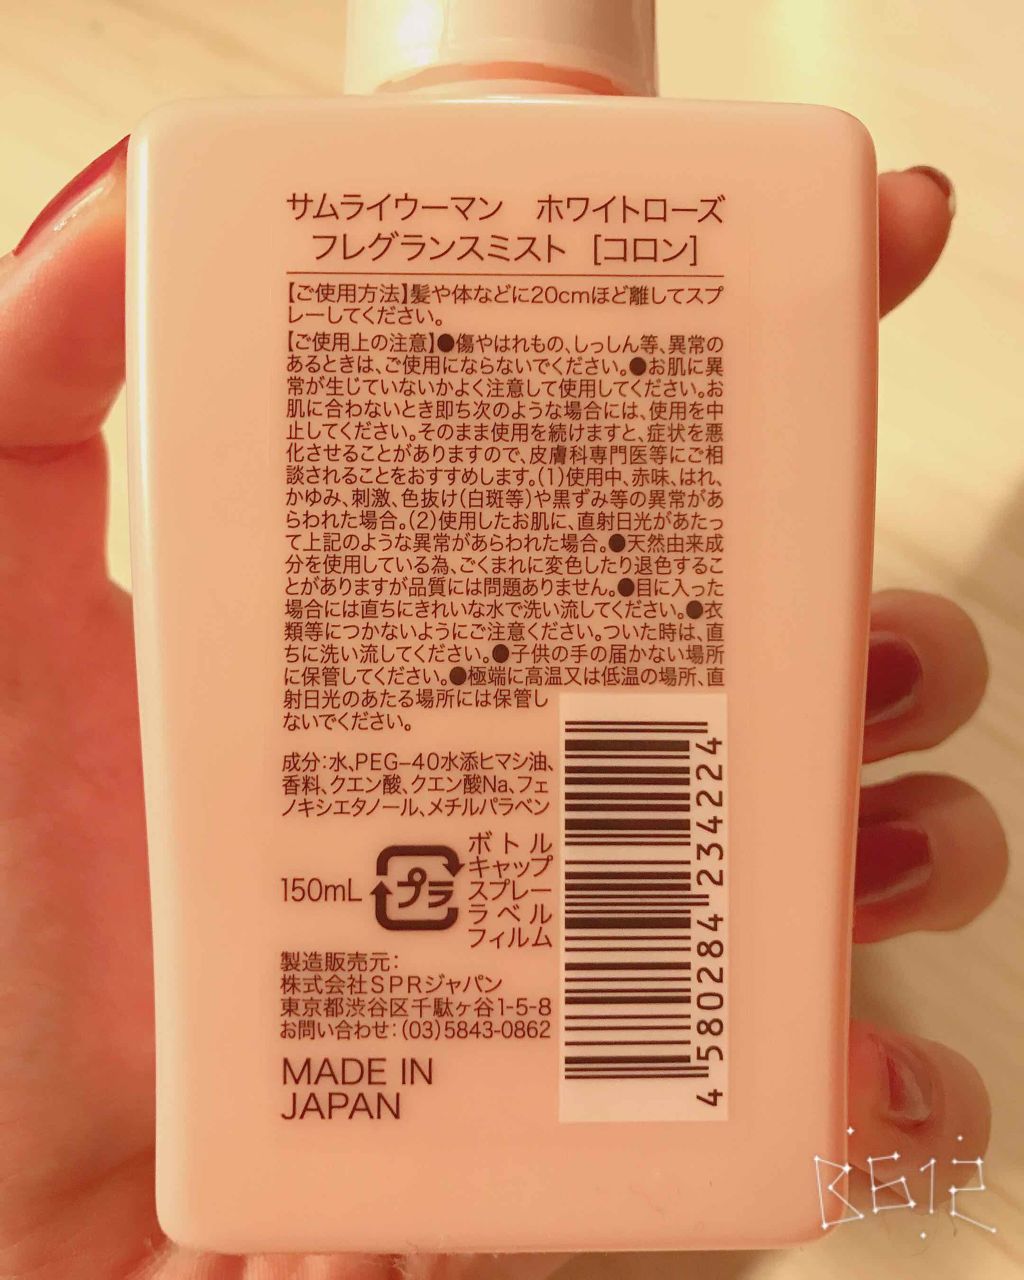 サムライウーマン ホワイトローズ
フレグランスミスト [コロン]
【ご使用方法】髪や体などに20cmほど離してスプ
レーしてください。
【ご使用上の注意】●傷やはれもの、しっしん等、異常の
あるときは、ご使用にならないでください。●お肌に異
常が生じていないかよく注意して使用してください。お
肌に合わないとき即ち次のような場合には、使用を中
止してください。そのまま使用を続けますと、症状を悪
化させることがありますので、皮膚科専門医等にご相
談されることをおすすめします。(1)使用中、赤味、はれ、
かゆみ、刺激、色抜け(白斑等)や黒ずみ等の異常があ
らわれた場合。(2)使用したお肌に、直射日光があたっ
て上記のような異常があらわれた場合。●天然由来成
分を使用している為、ごくまれに変色したり退色するこ
とがありますが品質には問題ありません。●目に入った
場合には直ちにきれいな水で洗い流してください。●衣
類等につかないようにご注意ください。ついた時は、直
ちに洗い流してください。●子供の手の届かない場所
に保管してください。●極端に高温又は低温の場所、直
射日光のあたる場所には保管し
ないでください。
成分:水、PEG-40水添ヒマシ油、
香料、クエン酸、クエン酸Na、フェ
ノキシエタノール、メチルパラベン
150mL
プラ
ボトル
キャップ
スプレー
ラベル
フィルム
製造販売元:
株式会社SPRジャパン
東京都渋谷区千駄ヶ谷1-5-8
お問い合わせ:(03)5843-0862
MADE IN
JAPAN
4 580284 234224
B612